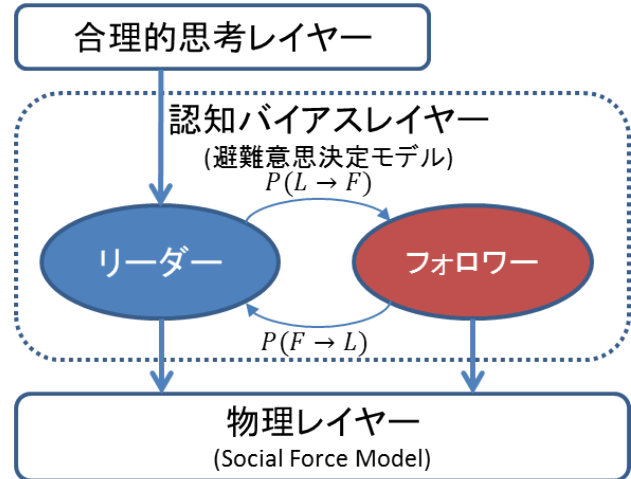 合理的思考レイヤー
認知バイアスレイヤー
(避難意思決定モデル)
P(L → F)
リーダー
フォロワー
P(F → L)
物理レイヤー
(Social Force Model)